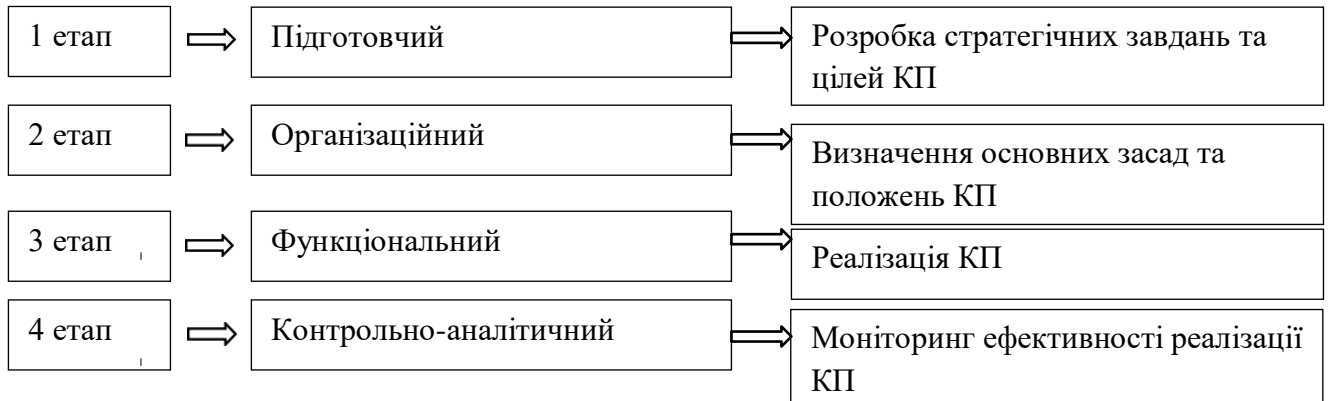 1 етап
Підготовчий
Розробка стратегічних завдань та
цілей КП
2 етап
Організаційний
Визначення основних засад та
положень КП
3 етап
Функціональний
Реалізація КП
4 етап
Контрольно-аналітичний
Моніторинг ефективності реалізації
КП